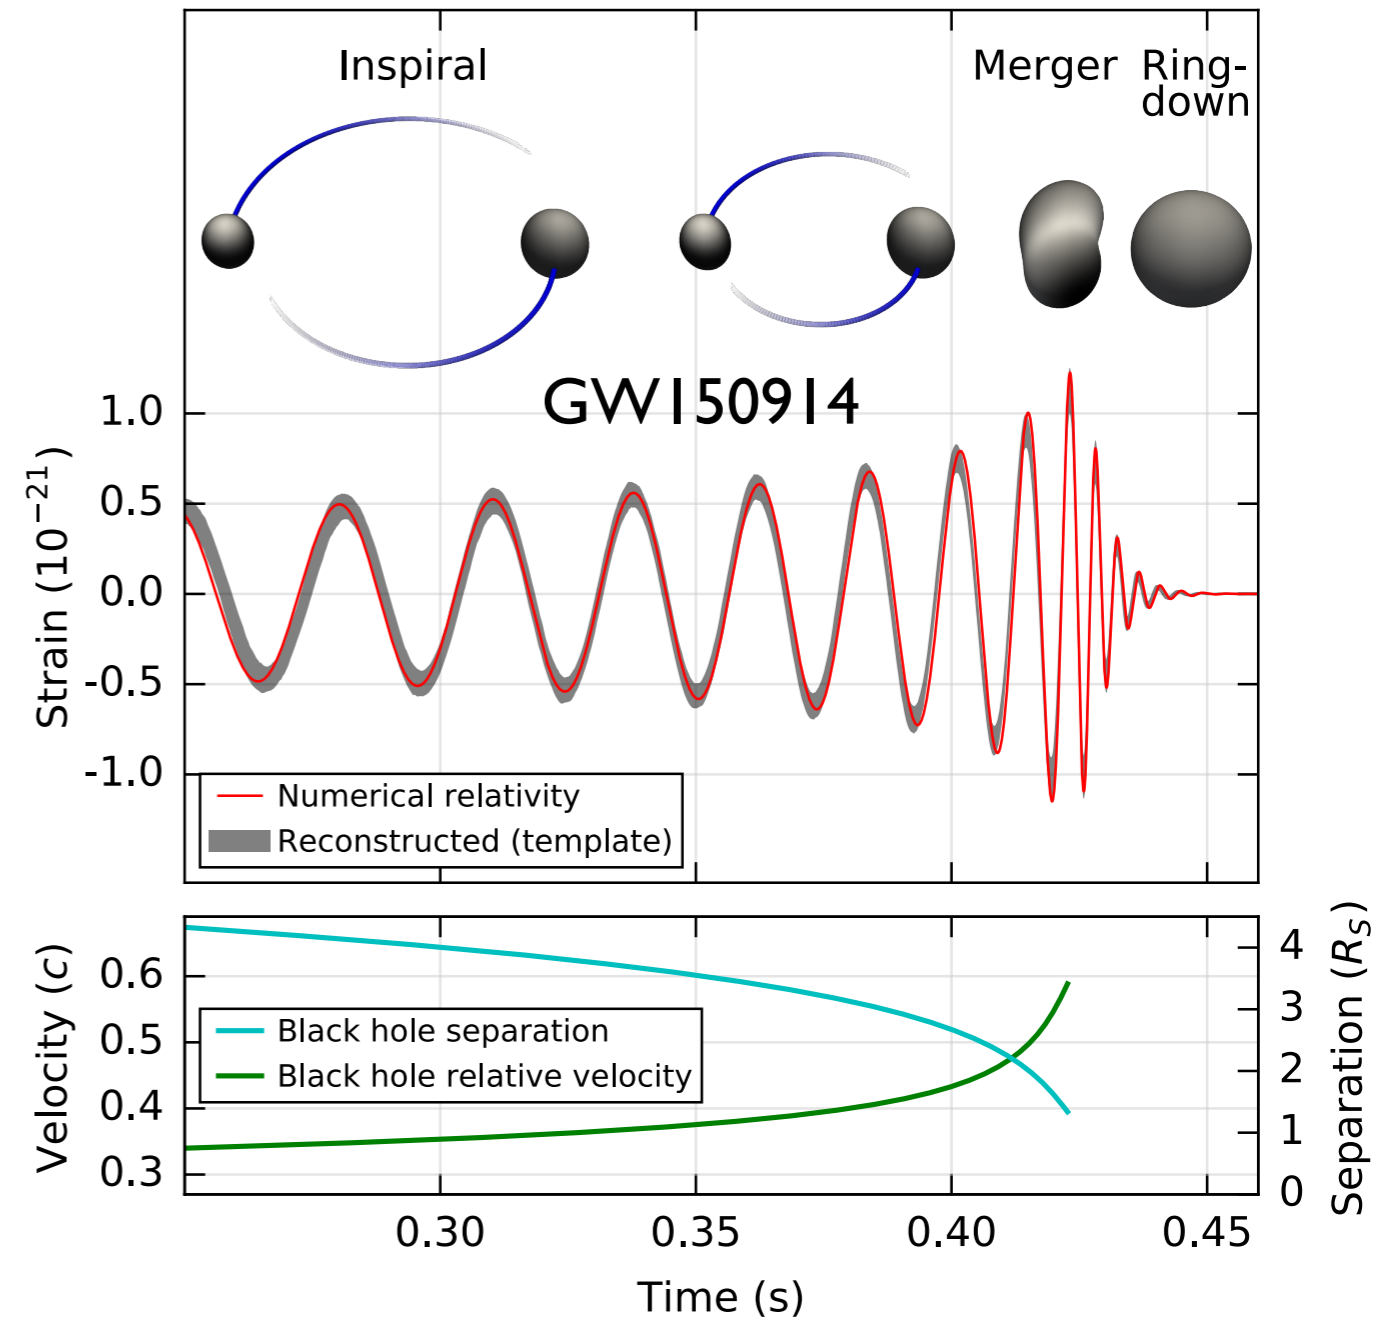 Inspiral
Merger
Ring-
down
GW150914
Strain (10⁻²¹)
1.0
0.5
0.0
-0.5
-1.0
Numerical relativity
Reconstructed (template)
Velocity (c)
0.6
0.5
0.4
0.3
Black hole separation
Black hole relative velocity
4
3
2
1
0
Separation (R_S)
0.30
0.35
0.40
0.45
Time (s)